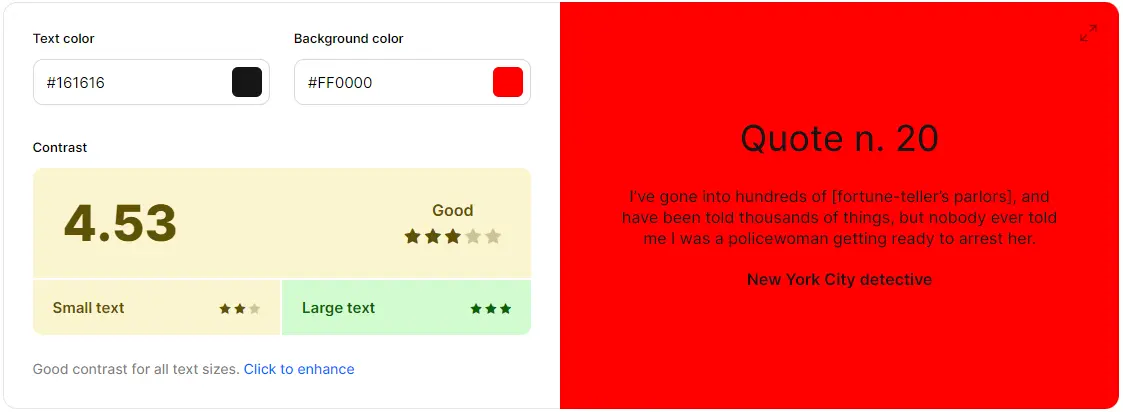 Text color
Background color
#161616
#FF0000
Contrast
4.53
Good
Small text
Large text
Good contrast for all text sizes. Click to enhance
Quote n. 20
I've gone into hundreds of [fortune-teller's parlors], and
have been told thousands of things, but nobody ever told
me I was a policewoman getting ready to arrest her.
New York City detective